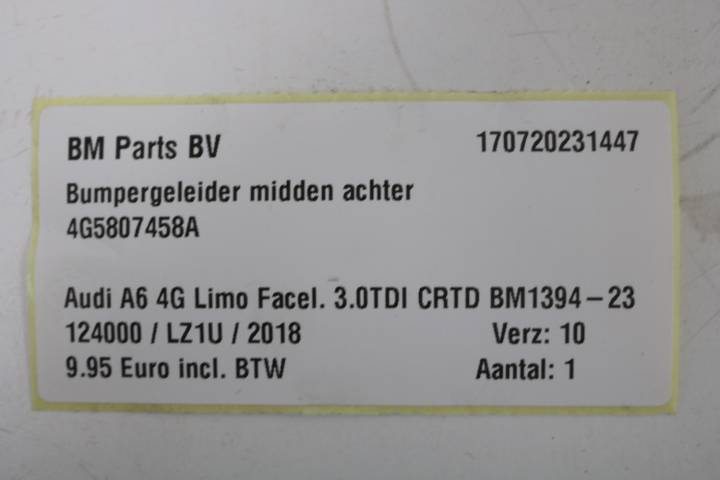 BM Parts BV 170720231447
Bumpergeleider midden achter
4G5807458A
Audi A6 4G Limo Facel. 3.0TDI CRTD BM1394-23
124000 / LZ1U / 2018 Verz: 10
9.95 Euro incl. BTW Aantal: 1